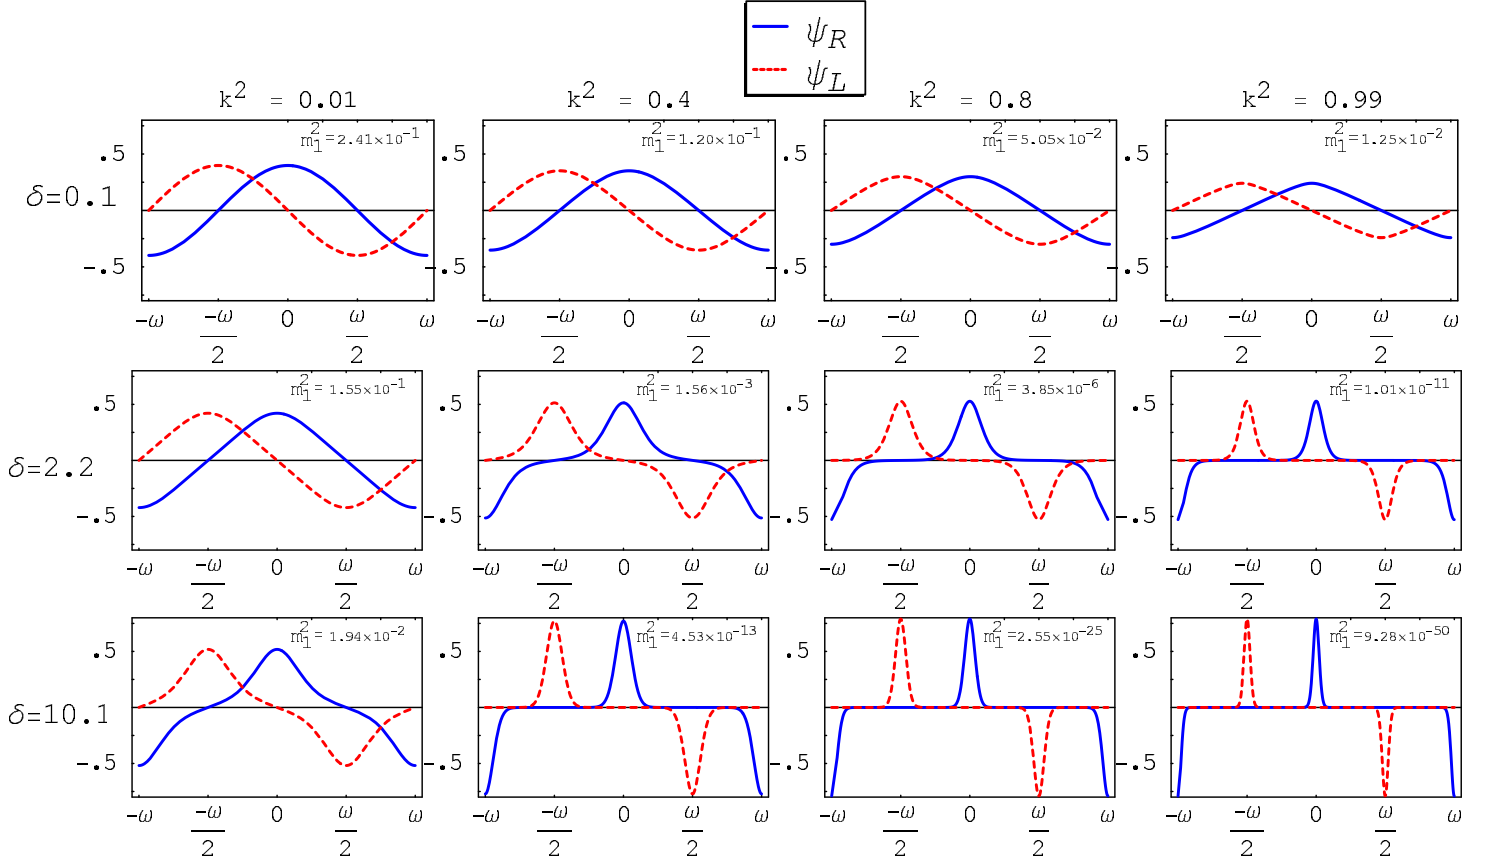 ψ_R
ψ_L
k² = 0.01 k² = 0.4 k² = 0.8 k² = 0.99
δ=0.1
m₁²=2.41×10⁻¹ m₁²=1.20×10⁻¹ m₁²=5.05×10⁻² m₁²=1.25×10⁻²
.5 .5 .5 .5
-.5 -.5 -.5 -.5
-ω -ω/2 0 ω/2 ω -ω -ω/2 0 ω/2 ω -ω -ω/2 0 ω/2 ω -ω -ω/2 0 ω/2 ω
δ=2.2
m₁²=1.55×10⁻¹ m₁²=1.56×10⁻³ m₁²=3.85×10⁻⁶ m₁²=1.01×10⁻¹¹
.5 .5 .5 .5
-.5 -.5 -.5 -.5
-ω -ω/2 0 ω/2 ω -ω -ω/2 0 ω/2 ω -ω -ω/2 0 ω/2 ω -ω -ω/2 0 ω/2 ω
δ=10.1
m₁²=1.94×10⁻² m₁²=4.53×10⁻¹³ m₁²=2.55×10⁻²⁵ m₁²=9.28×10⁻⁵⁰
.5 .5 .5 .5
-.5 -.5 -.5 -.5
-ω -ω/2 0 ω/2 ω -ω -ω/2 0 ω/2 ω -ω -ω/2 0 ω/2 ω -ω -ω/2 0 ω/2 ω